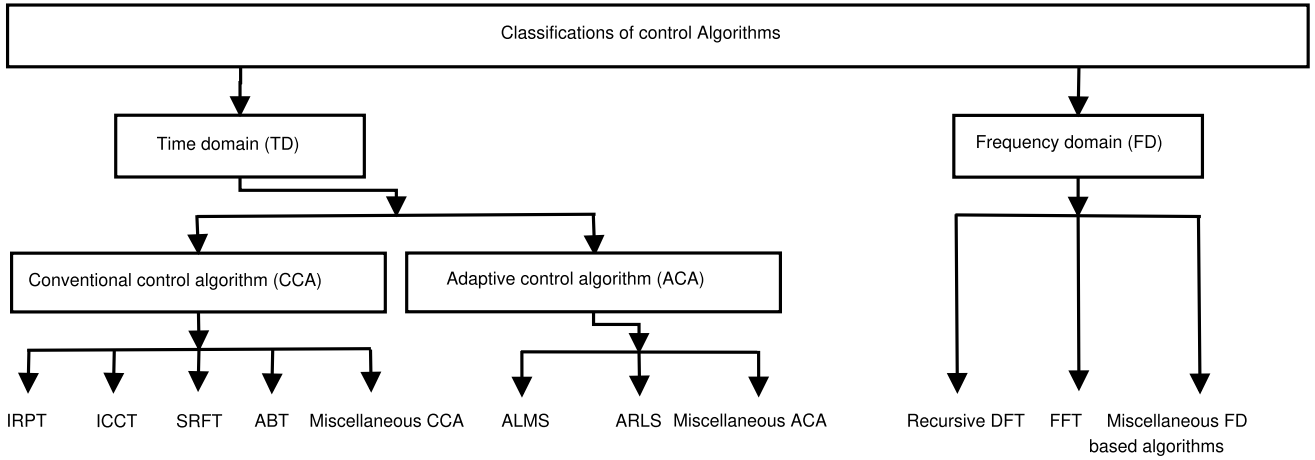 Classifications of control Algorithms
Time domain (TD)
Frequency domain (FD)
Conventional control algorithm (CCA)
Adaptive control algorithm (ACA)
IRPT
ICCT
SRFT
ABT
Miscellaneous CCA
ALMS
ARLS
Miscellaneous ACA
Recursive DFT
FFT
Miscellaneous FD
based algorithms